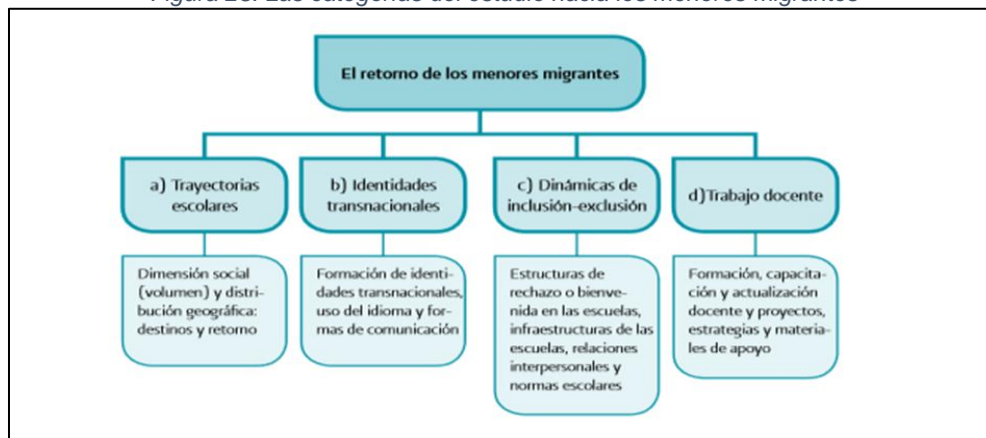 Figura 28. Las categorías del estudio hacia los menores migrantes
El retorno de los menores migrantes
a) Trayectorias
escolares
b) Identidades
transnacionales
c) Dinámicas de
inclusión-exclusión
d)Trabajo docente
Dimensión social
(volumen) y distri-
bución geográfica:
destinos y retorno
Formación de identi-
dades transnacionales,
uso del idioma y for-
mas de comunicación
Estructuras de
rechazo o bienve-
nida en las escuelas,
infraestructuras de las
escuelas, relaciones
interpersonales y
normas escolares
Formación, capacita-
ción y actualización
docente y proyectos,
estrategias y materia-
les de apoyo